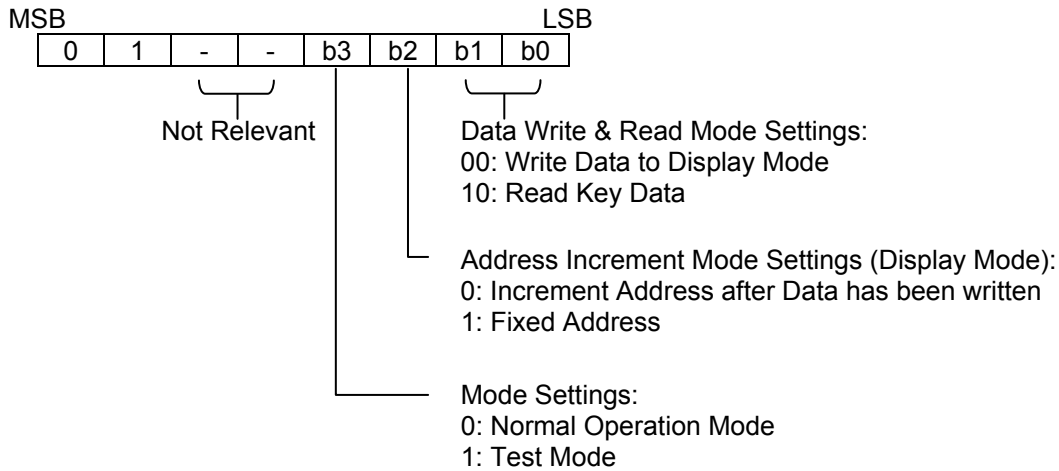 MSB LSB
0 1 - - b3 b2 b1 b0
Not Relevant
Data Write & Read Mode Settings:
00: Write Data to Display Mode
10: Read Key Data
Address Increment Mode Settings (Display Mode):
0: Increment Address after Data has been written
1: Fixed Address
Mode Settings:
0: Normal Operation Mode
1: Test Mode